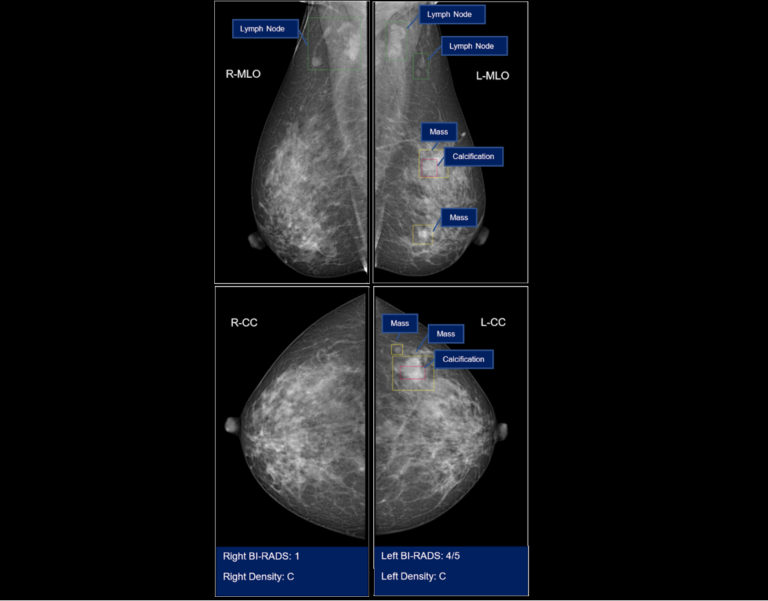 Lymph Node
Lymph Node
Lymph Node
R-MLO
L-MLO
Mass
Calcification
Mass
R-CC
L-CC
Mass
Mass
Calcification
Right BI-RADS: 1
Right Density: C
Left BI-RADS: 4/5
Left Density: C